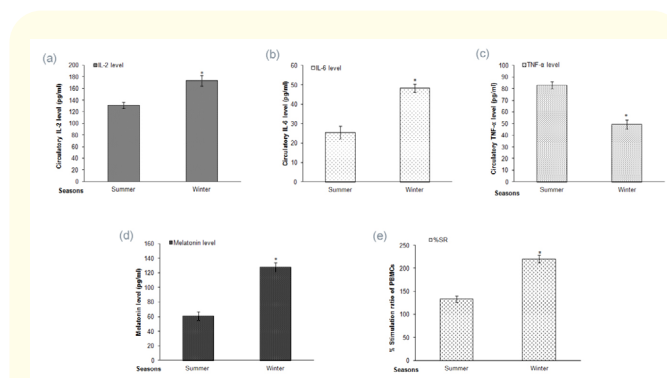 (a)
IL-2 level
Circulatory IL-2 level (pg/ml)
200
180
160
140
120
100
80
60
40
20
0
*
Seasons
Summer
Winter
(b)
IL-6 level
Circulatory IL-6 level (pg/ml)
60
50
40
30
20
10
0
*
Summer
Winter
(c)
TNF-α level
Circulatory TNF-α level (pg/ml)
100
90
80
70
60
50
40
30
20
10
0
*
Seasons
Summer
Winter
(d)
Melatonin level
Melatonin level (pg/ml)
160
140
120
100
80
60
40
20
0
*
Seasons
Summer
Winter
(e)
%SR
% Stimulation ratio of PBMCs
250
200
150
100
50
0
*
Seasons
Summer
Winter